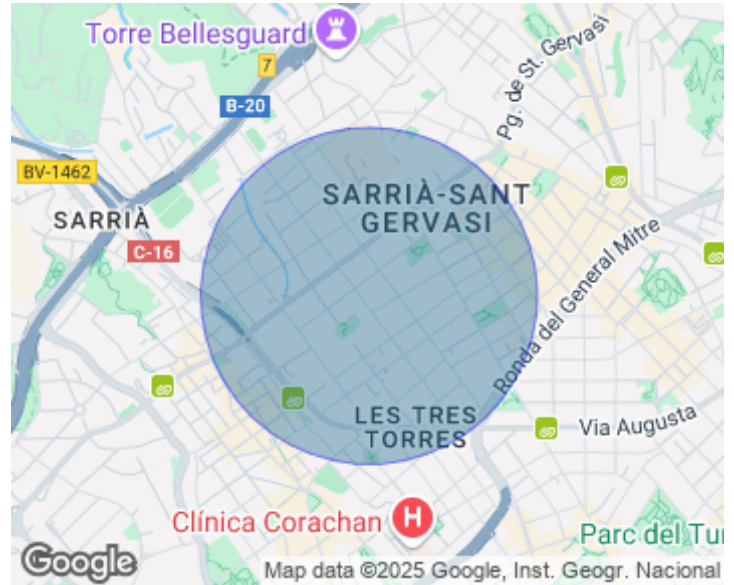 Torre Bellesguard
7
B-20
Pg. de St. Gervasi
BV-1462
SARRIÀ-SANT
GERVASI
SARRIÀ
C-16
Ronda del General Mitre
LES TRES
TORRES
Via Augusta
Clínica Corachan
H
Parc del Tur
Google
Map data ©2025 Google, Inst. Geogr. Nacional